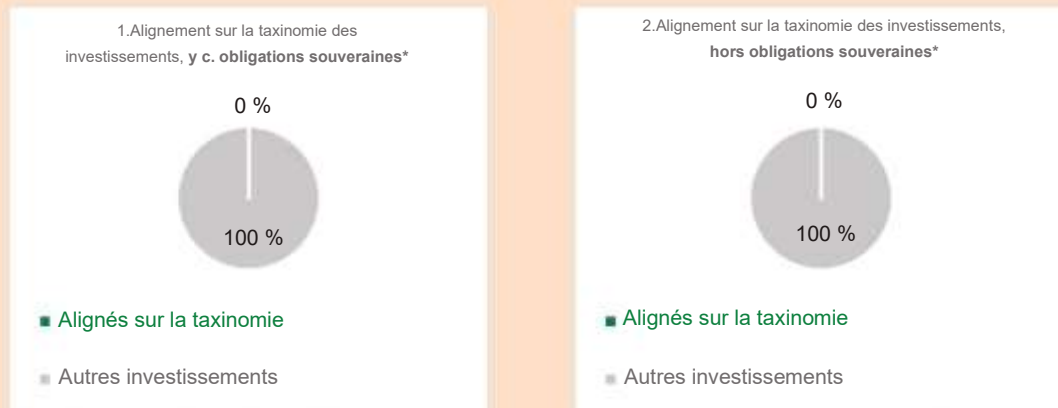 1.Alignement sur la taxinomie des
investissements, y c. obligations souveraines*
0 %
100 %
Alignés sur la taxinomie
Autres investissements
2.Alignement sur la taxinomie des investissements,
hors obligations souveraines*
0 %
100 %
Alignés sur la taxinomie
Autres investissements